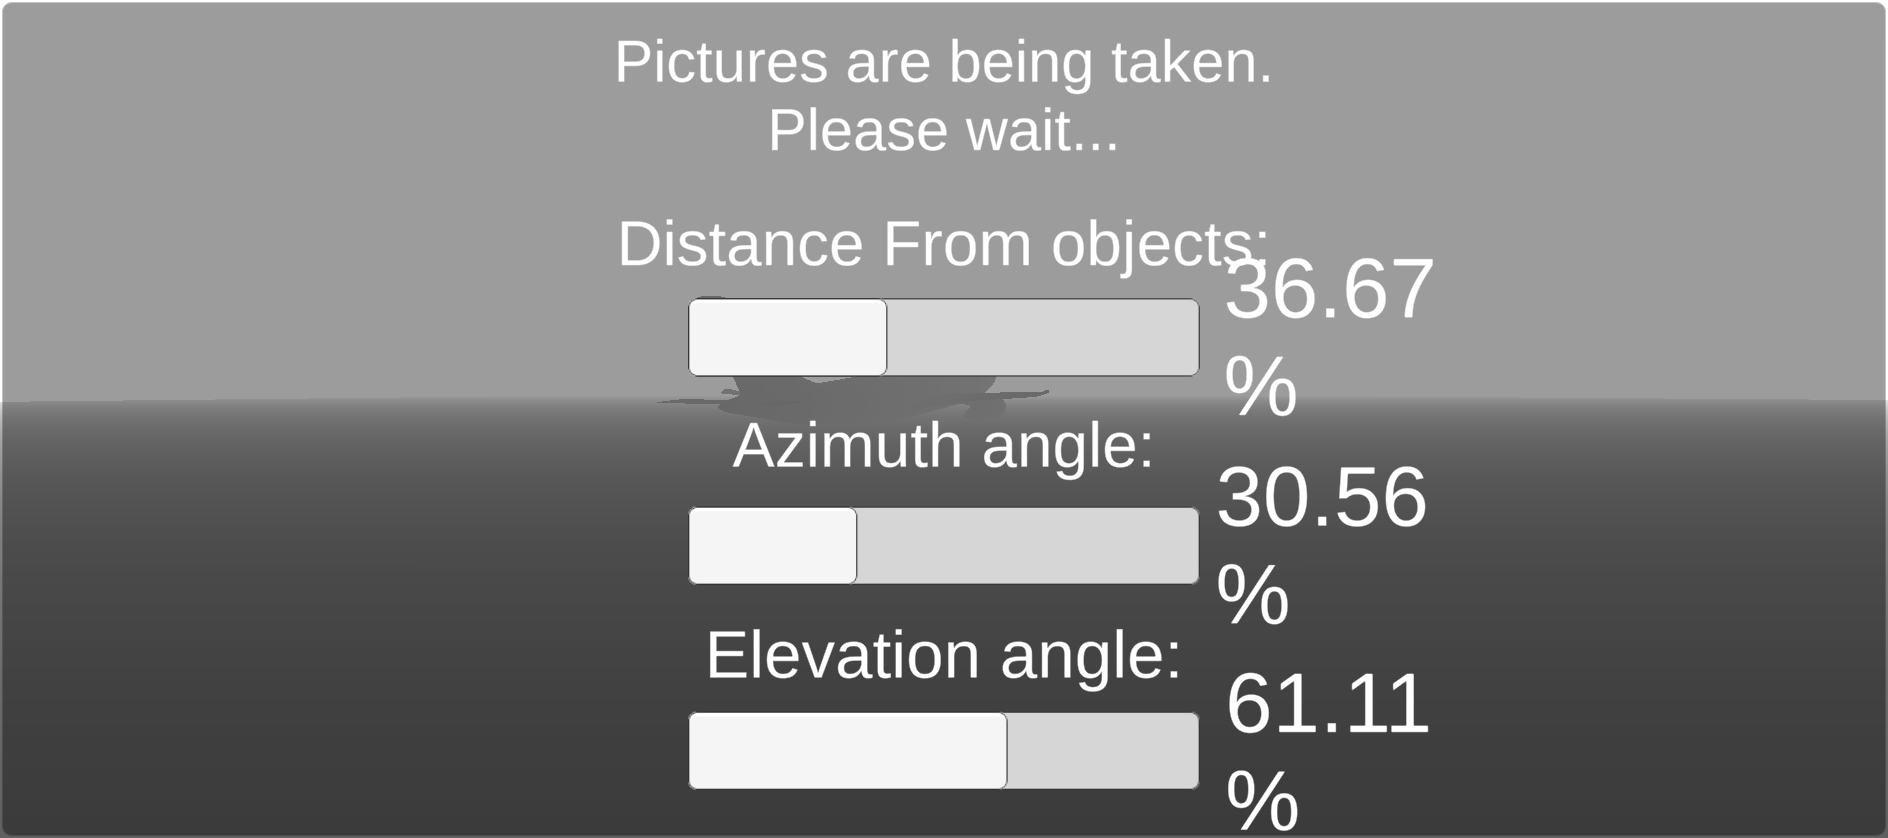 Pictures are being taken.
Please wait...
Distance From objects:
36.67
%
Azimuth angle:
30.56
%
Elevation angle:
61.11
%